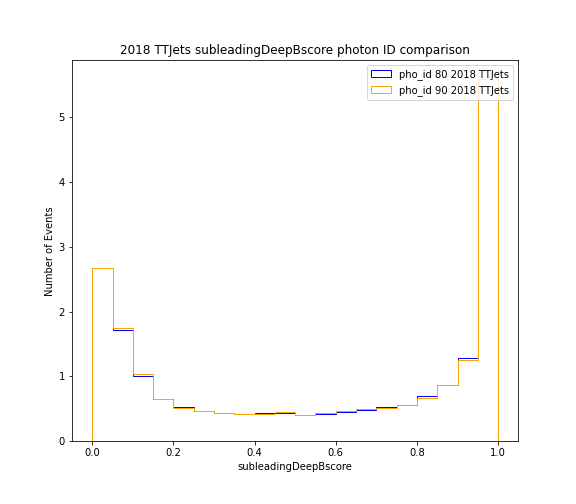 2018 TTJets subleadingDeepBscore photon ID comparison
pho_id 80 2018 TTJets
pho_id 90 2018 TTJets
Number of Events
5
4
3
2
1
0
0.0 0.2 0.4 0.6 0.8 1.0
subleadingDeepBscore